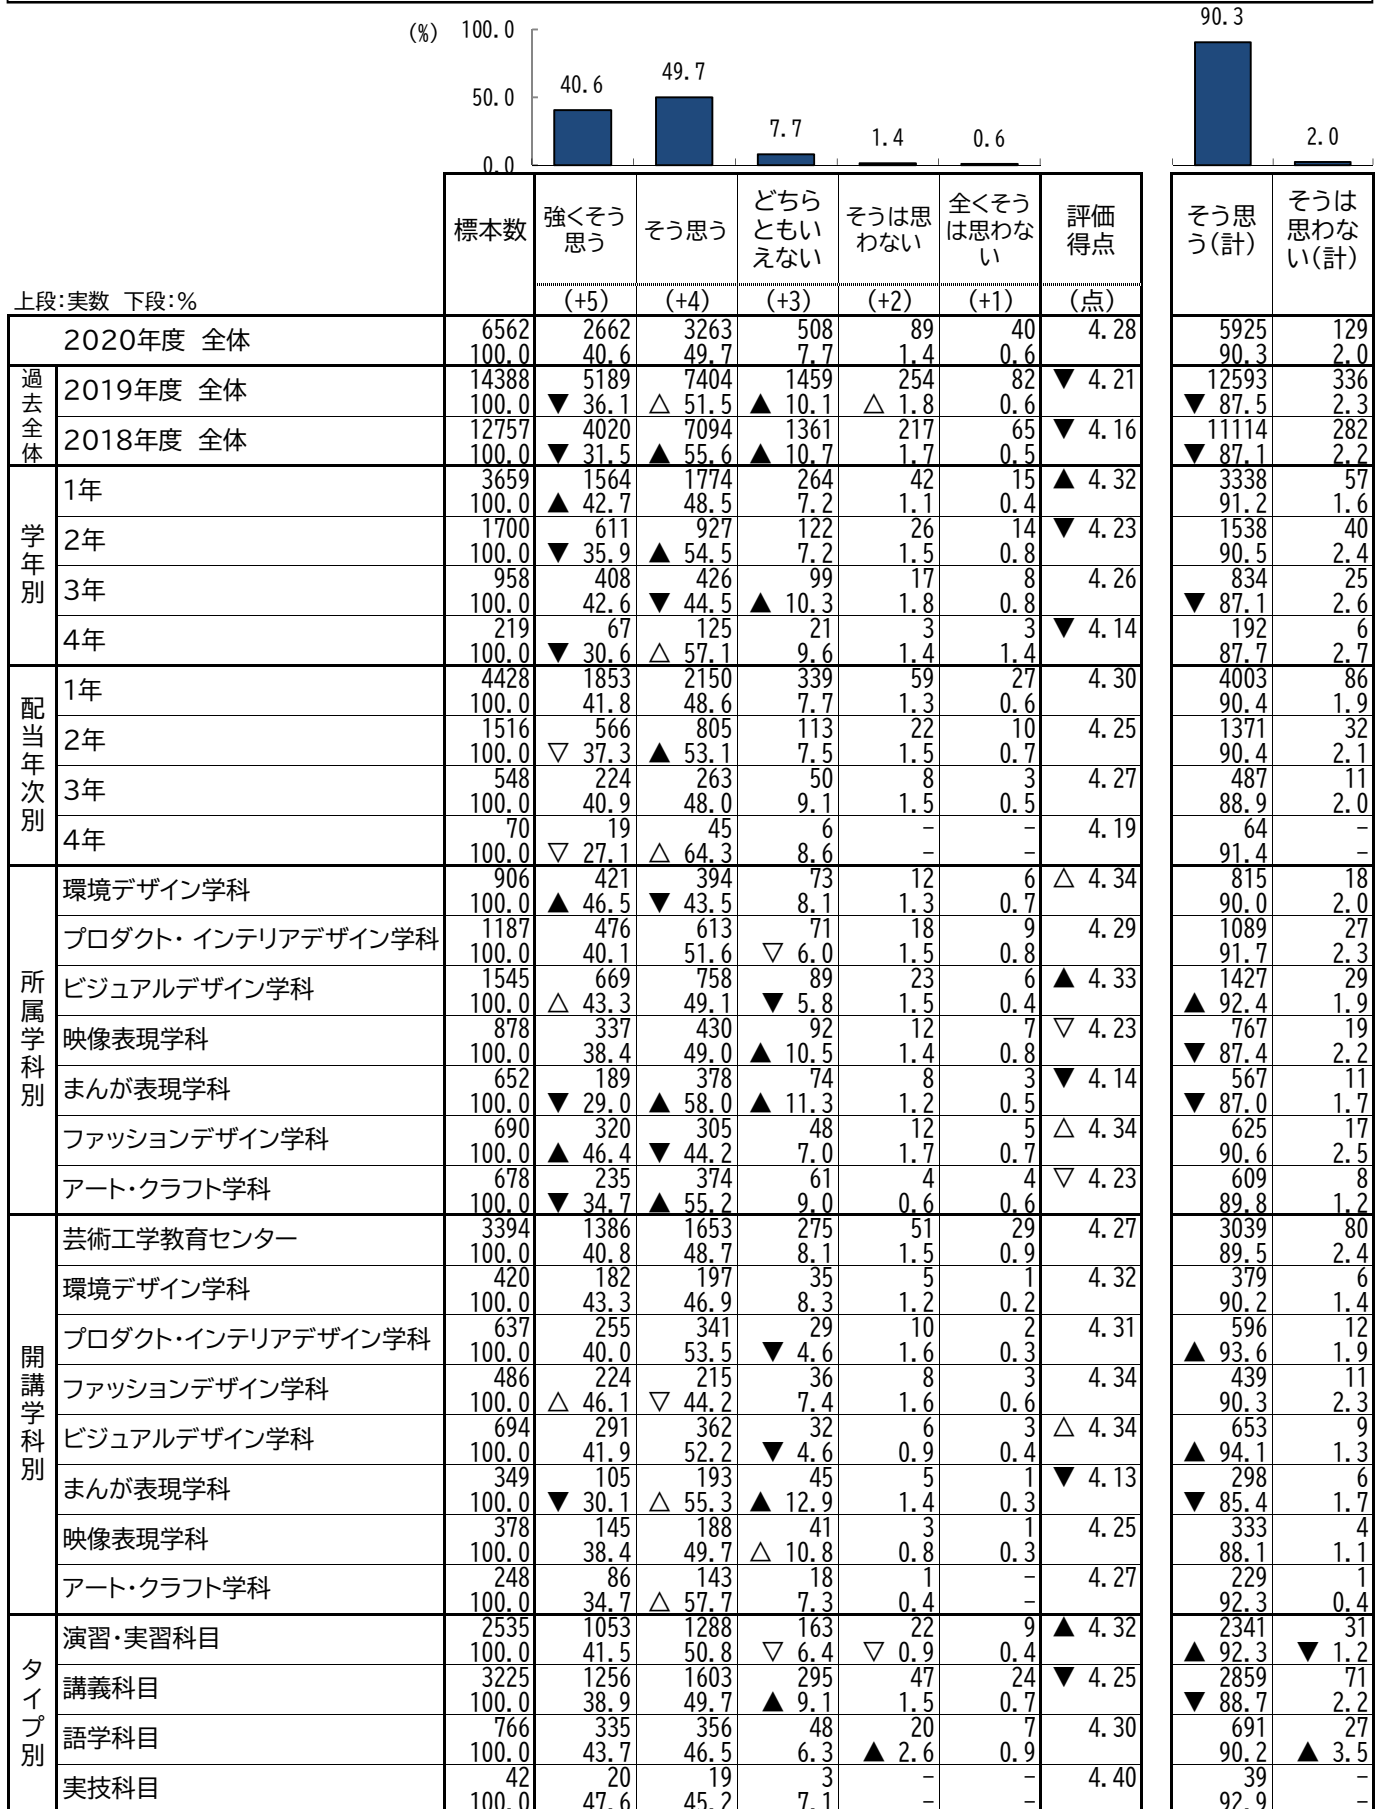 (%) 100.0
50.0
0.0
40.6 49.7 7.7 1.4 0.6
90.3 2.0
標本数 強くそう思う そう思う どちらともいえない そうは思わない 全くそうは思わない 評価得点 そう思う(計) そうは思わない(計)
上段:実数 下段:% (+5) (+4) (+3) (+2) (+1) (点)
2020年度 全体 6562 2662 3263 508 89 40 4.28 5925 129
100.0 40.6 49.7 7.7 1.4 0.6 90.3 2.0
過去全体
2019年度 全体 14388 5189 7404 1459 254 82 ▼ 4.21 12593 336
100.0 ▼ 36.1 △ 51.5 ▲ 10.1 △ 1.8 0.6 ▼ 87.5 2.3
2018年度 全体 12757 4020 7094 1361 217 65 ▼ 4.16 11114 282
100.0 ▼ 31.5 ▲ 55.6 ▲ 10.7 1.7 0.5 ▼ 87.1 2.2
学年別
1年 3659 1564 1774 264 42 15 ▲ 4.32 3338 57
100.0 ▲ 42.7 48.5 7.2 1.1 0.4 91.2 1.6
2年 1700 611 927 122 26 14 ▼ 4.23 1538 40
100.0 ▼ 35.9 ▲ 54.5 7.2 1.5 0.8 90.5 2.4
3年 958 408 426 99 17 8 4.26 834 25
100.0 42.6 ▼ 44.5 ▲ 10.3 1.8 0.8 ▼ 87.1 2.6
4年 219 67 125 21 3 3 ▼ 4.14 192 6
100.0 ▼ 30.6 △ 57.1 9.6 1.4 1.4 87.7 2.7
配当年次別
1年 4428 1853 2150 339 59 27 4.30 4003 86
100.0 41.8 48.6 7.7 1.3 0.6 90.4 1.9
2年 1516 566 805 113 22 10 4.25 1371 32
100.0 ▽ 37.3 ▲ 53.1 7.5 1.5 0.7 90.4 2.1
3年 548 224 263 50 8 3 4.27 487 11
100.0 40.9 48.0 9.1 1.5 0.5 88.9 2.0
4年 70 19 45 6 - - 4.19 64 -
100.0 ▽ 27.1 △ 64.3 8.6 - - 91.4 -
所属学科別
環境デザイン学科 906 421 394 73 12 6 △ 4.34 815 18
100.0 ▲ 46.5 ▼ 43.5 8.1 1.3 0.7 90.0 2.0
プロダクト・ インテリアデザイン学科 1187 476 613 71 18 9 4.29 1089 27
100.0 40.1 51.6 ▽ 6.0 1.5 0.8 91.7 2.3
ビジュアルデザイン学科 1545 669 758 89 23 6 ▲ 4.33 1427 29
100.0 △ 43.3 49.1 ▼ 5.8 1.5 0.4 ▲ 92.4 1.9
映像表現学科 878 337 430 92 12 7 ▽ 4.23 767 19
100.0 38.4 49.0 ▲ 10.5 1.4 0.8 ▼ 87.4 2.2
まんが表現学科 652 189 378 74 8 3 ▼ 4.14 567 11
100.0 ▼ 29.0 ▲ 58.0 ▲ 11.3 1.2 0.5 ▼ 87.0 1.7
ファッションデザイン学科 690 320 305 48 12 5 △ 4.34 625 17
100.0 ▲ 46.4 ▼ 44.2 7.0 1.7 0.7 90.6 2.5
アート・クラフト学科 678 235 374 61 4 4 ▽ 4.23 609 8
100.0 ▼ 34.7 ▲ 55.2 9.0 0.6 0.6 89.8 1.2
開講学科別
芸術工学教育センター 3394 1386 1653 275 51 29 4.27 3039 80
100.0 40.8 48.7 8.1 1.5 0.9 89.5 2.4
環境デザイン学科 420 182 197 35 5 1 4.32 379 6
100.0 43.3 46.9 8.3 1.2 0.2 90.2 1.4
プロダクト・インテリアデザイン学科 637 255 341 29 10 2 4.31 596 12
100.0 40.0 53.5 ▼ 4.6 1.6 0.3 ▲ 93.6 1.9
ファッションデザイン学科 486 224 215 36 8 3 4.34 439 11
100.0 △ 46.1 ▽ 44.2 7.4 1.6 0.6 90.3 2.3
ビジュアルデザイン学科 694 291 362 32 6 3 △ 4.34 653 9
100.0 41.9 52.2 ▼ 4.6 0.9 0.4 ▲ 94.1 1.3
まんが表現学科 349 105 193 45 5 1 ▼ 4.13 298 6
100.0 ▼ 30.1 △ 55.3 ▲ 12.9 1.4 0.3 ▼ 85.4 1.7
映像表現学科 378 145 188 41 3 1 4.25 333 4
100.0 38.4 49.7 △ 10.8 0.8 0.3 88.1 1.1
アート・クラフト学科 248 86 143 18 1 - 4.27 229 1
100.0 34.7 △ 57.7 7.3 0.4 - 92.3 0.4
タイプ別
演習・実習科目 2535 1053 1288 163 22 9 ▲ 4.32 2341 31
100.0 41.5 50.8 ▽ 6.4 ▽ 0.9 0.4 ▲ 92.3 ▼ 1.2
講義科目 3225 1256 1603 295 47 24 ▼ 4.25 2859 71
100.0 38.9 49.7 ▲ 9.1 1.5 0.7 ▼ 88.7 2.2
語学科目 766 335 356 48 20 7 4.30 691 27
100.0 43.7 46.5 6.3 ▲ 2.6 0.9 90.2 ▲ 3.5
実技科目 42 20 19 3 - - 4.40 39 -
100.0 47.6 45.2 7.1 - - 92.9 -